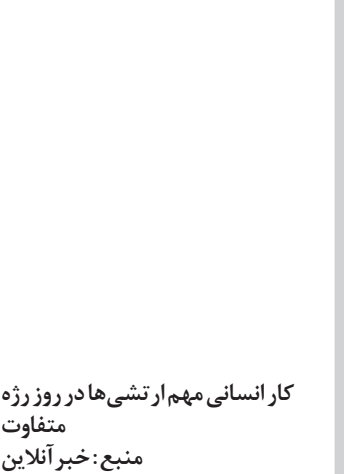 کار انسانی مهم ارتشی‌ها در روز رژه
متفاوت
منبع: خبرآنلاین